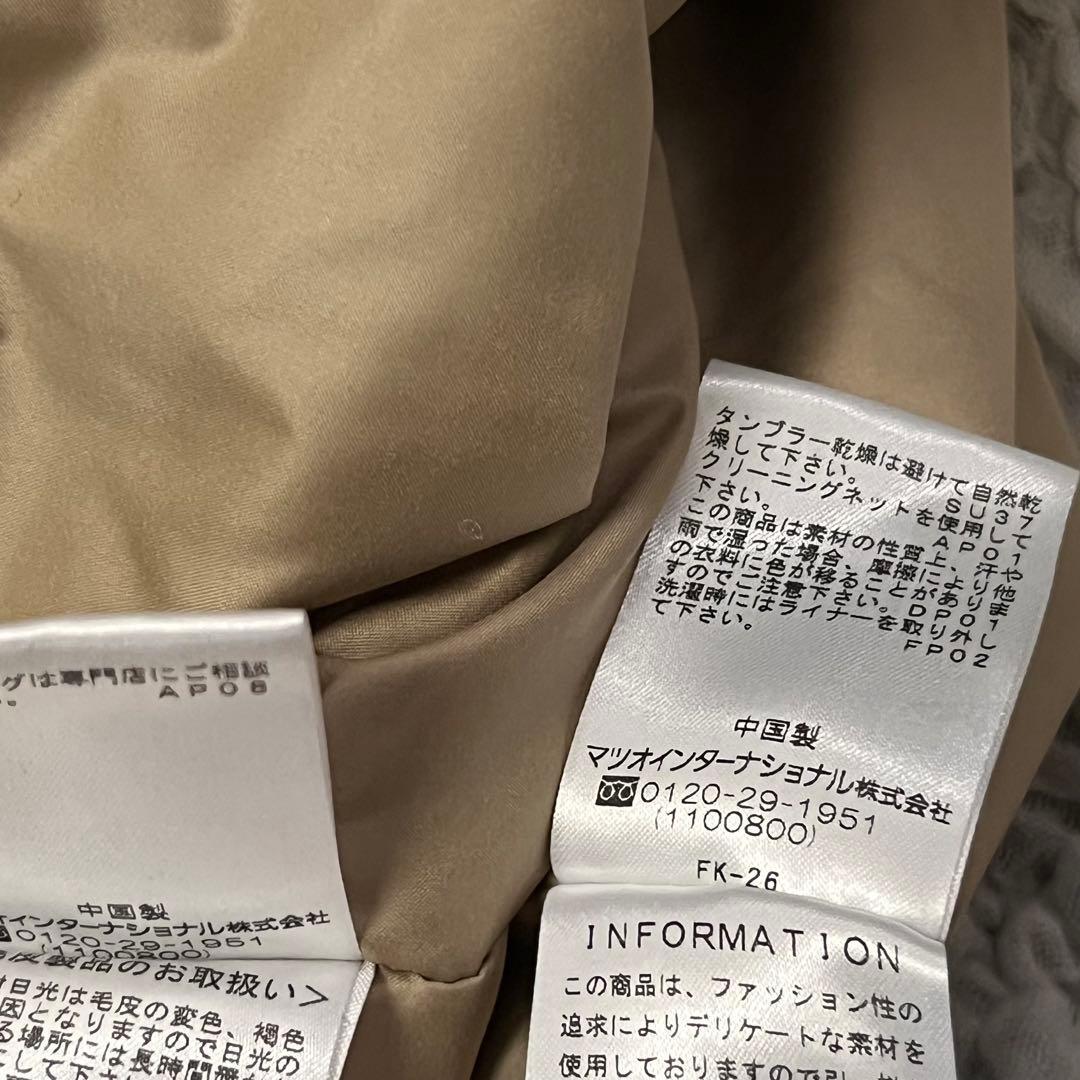 タンブラー乾燥は避けて自然乾
燥して下さい。 SU37
クリーニングネットを使用して
下さい。 AP01
この商品は素材の性質上、汗や
雨で湿った場合、摩擦により他
の衣料に色が移ることがありま
すのでご注意下さい。DP01
洗濯時にはライナーを取り外し
て下さい。 FP02
中国製
マツオインターナショナル株式会社
0120-29-1951
(1100800)
FK-26
INFORMATION
この商品は、ファッション性の
追求によりデリケートな素材を
使用しておりますので引
グは専門店にご相談
。 AP08
中国製
オインターナショナル株式会社
0120-29-1951
(1100800)
皮製品のお取扱い＞
日光は毛皮の変色、褪色
因となりますので日光の
る場所には長時間
にして下さ